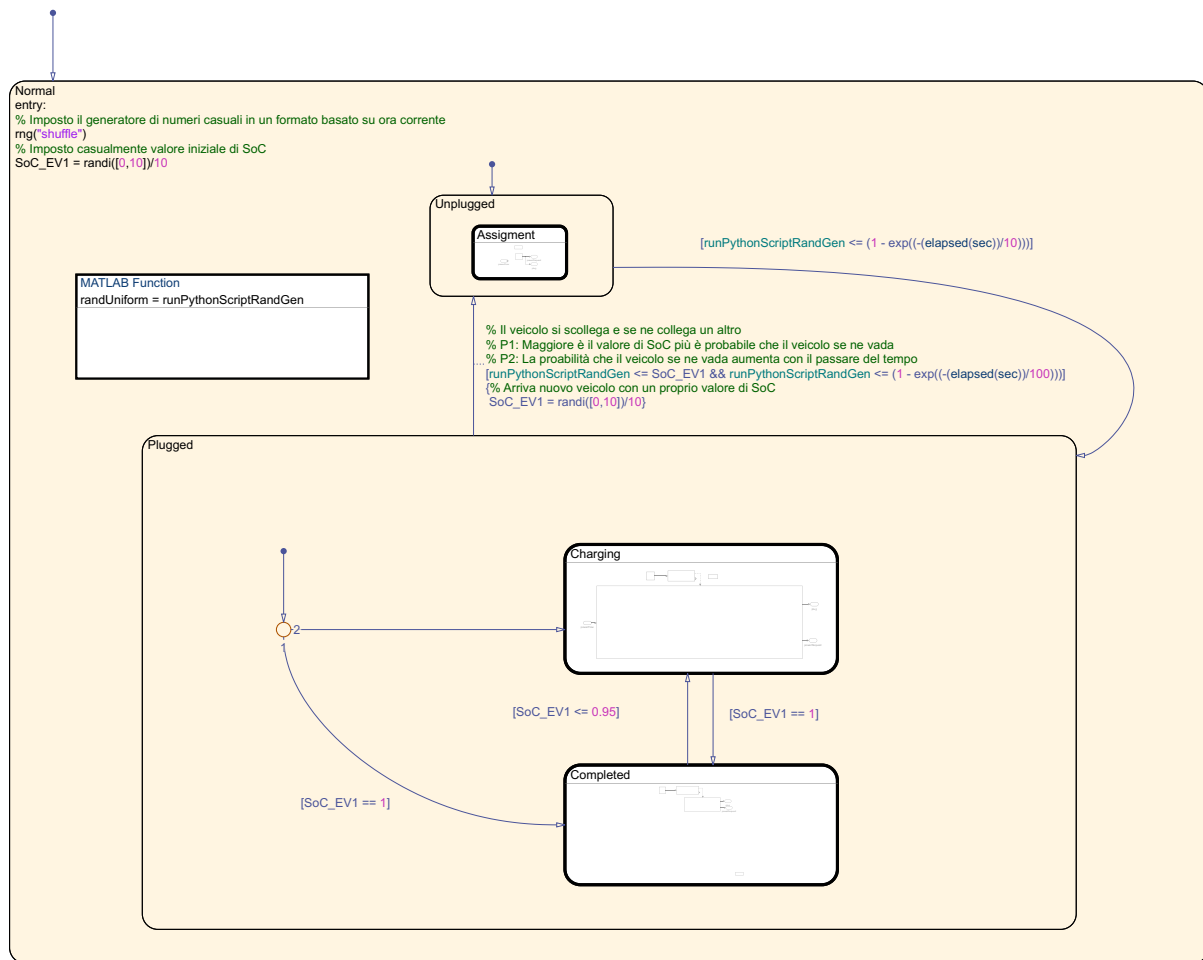 Normal
entry:
% Imposto il generatore di numeri casuali in un formato basato su ora corrente
rng("shuffle")
% Imposto casualmente valore iniziale di SoC
SoC_EV1 = randi([0,10])/10
Unplugged
Assigment
[runPythonScriptRandGen <= (1 - exp((-(elapsed(sec))/10)))]
MATLAB Function
randUniform = runPythonScriptRandGen
% Il veicolo si scollega e se ne collega un altro
% P1: Maggiore è il valore di SoC più è probabile che il veicolo se ne vada
% P2: La proabilità che il veicolo se ne vada aumenta con il passare del tempo
[runPythonScriptRandGen <= SoC_EV1 && runPythonScriptRandGen <= (1 - exp((-(elapsed(sec))/100)))]
{% Arriva nuovo veicolo con un proprio valore di SoC
SoC_EV1 = randi([0,10])/10}
Plugged
Charging
2
1
[SoC_EV1 <= 0.95]
[SoC_EV1 == 1]
Completed
[SoC_EV1 == 1]